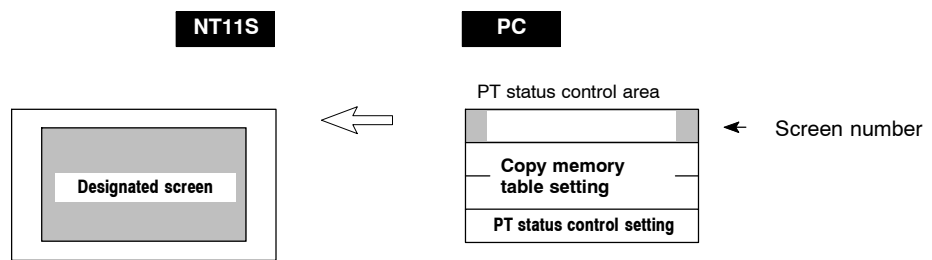 NT11S
PC
PT status control area
Screen number
Designated screen
Copy memory
table setting
PT status control setting